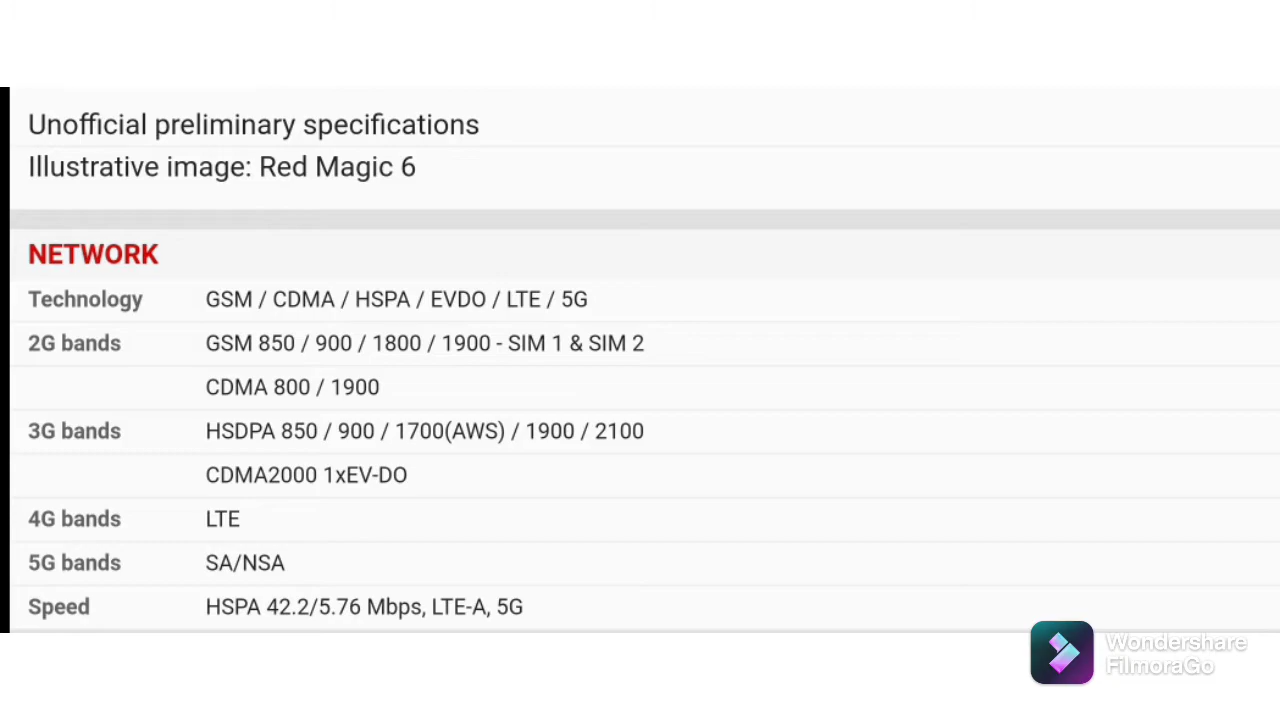 Unofficial preliminary specifications
Illustrative image: Red Magic 6
NETWORK
Technology GSM / CDMA / HSPA / EVDO / LTE / 5G
2G bands GSM 850 / 900 / 1800 / 1900 - SIM 1 & SIM 2
CDMA 800 / 1900
3G bands HSDPA 850 / 900 / 1700(AWS) / 1900 / 2100
CDMA2000 1xEV-DO
4G bands LTE
5G bands SA/NSA
Speed HSPA 42.2/5.76 Mbps, LTE-A, 5G
Wondershare
FilmoraGo